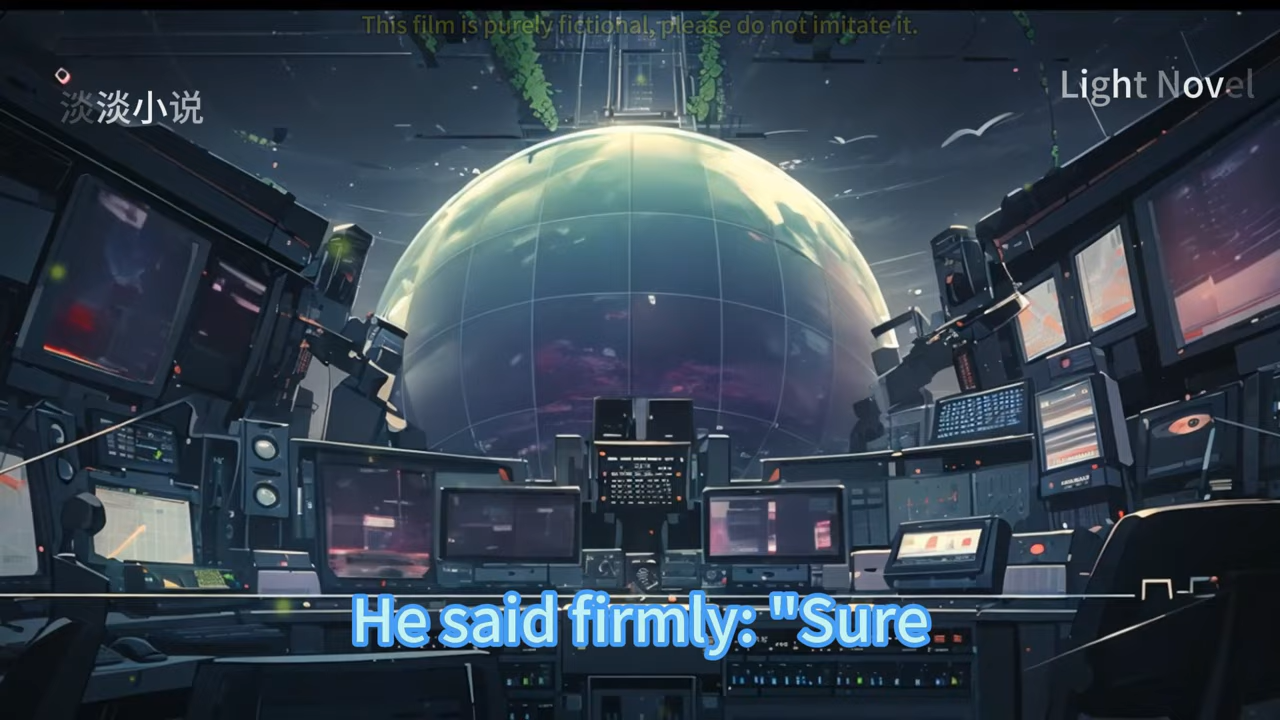 This film is purely fictional, please do not imitate it.
淡淡小说
Light Novel
He said firmly: "Sure